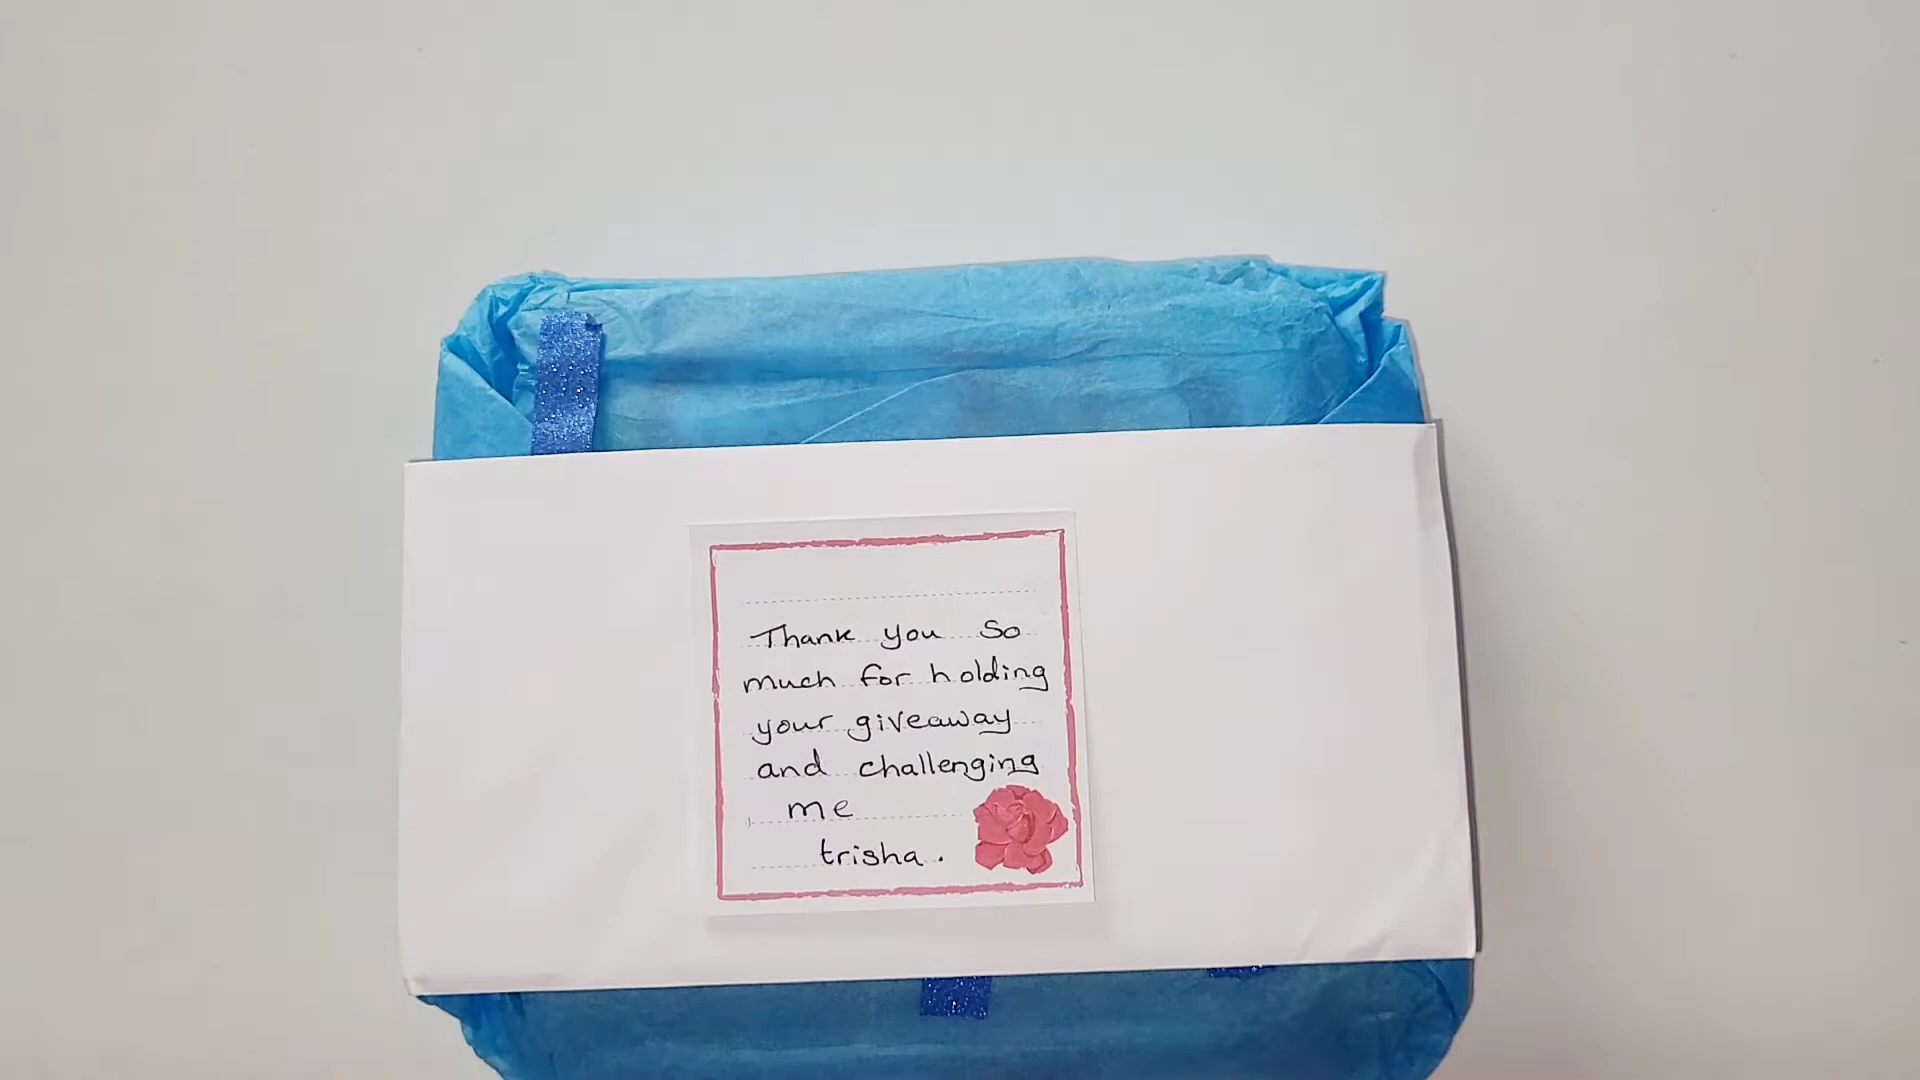 Thank you so
much for holding
your giveaway
and challenging
me
trisha.